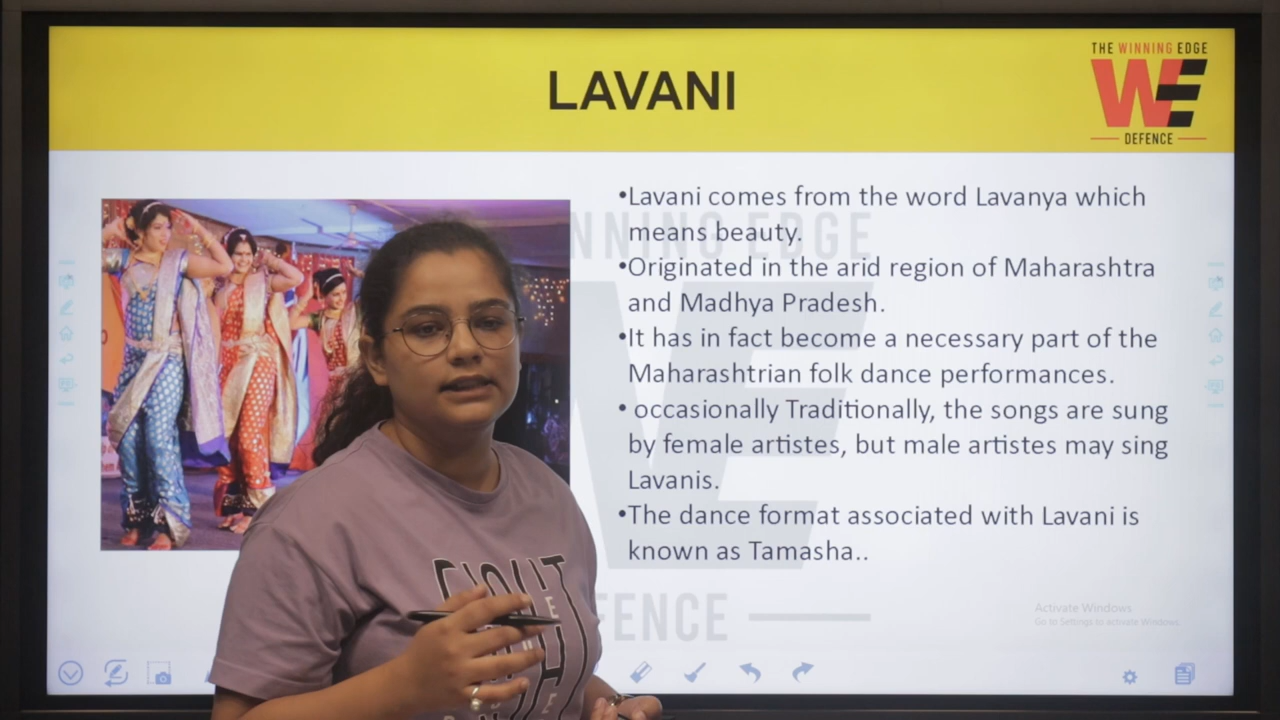 LAVANI
THE WINNING EDGE
WE
DEFENCE
•Lavani comes from the word Lavanya which
means beauty.
•Originated in the arid region of Maharashtra
and Madhya Pradesh.
•It has in fact become a necessary part of the
Maharashtrian folk dance performances.
• occasionally Traditionally, the songs are sung
by female artistes, but male artistes may sing
Lavanis.
•The dance format associated with Lavani is
known as Tamasha..
Activate Windows
Go to Settings to activate Windows.